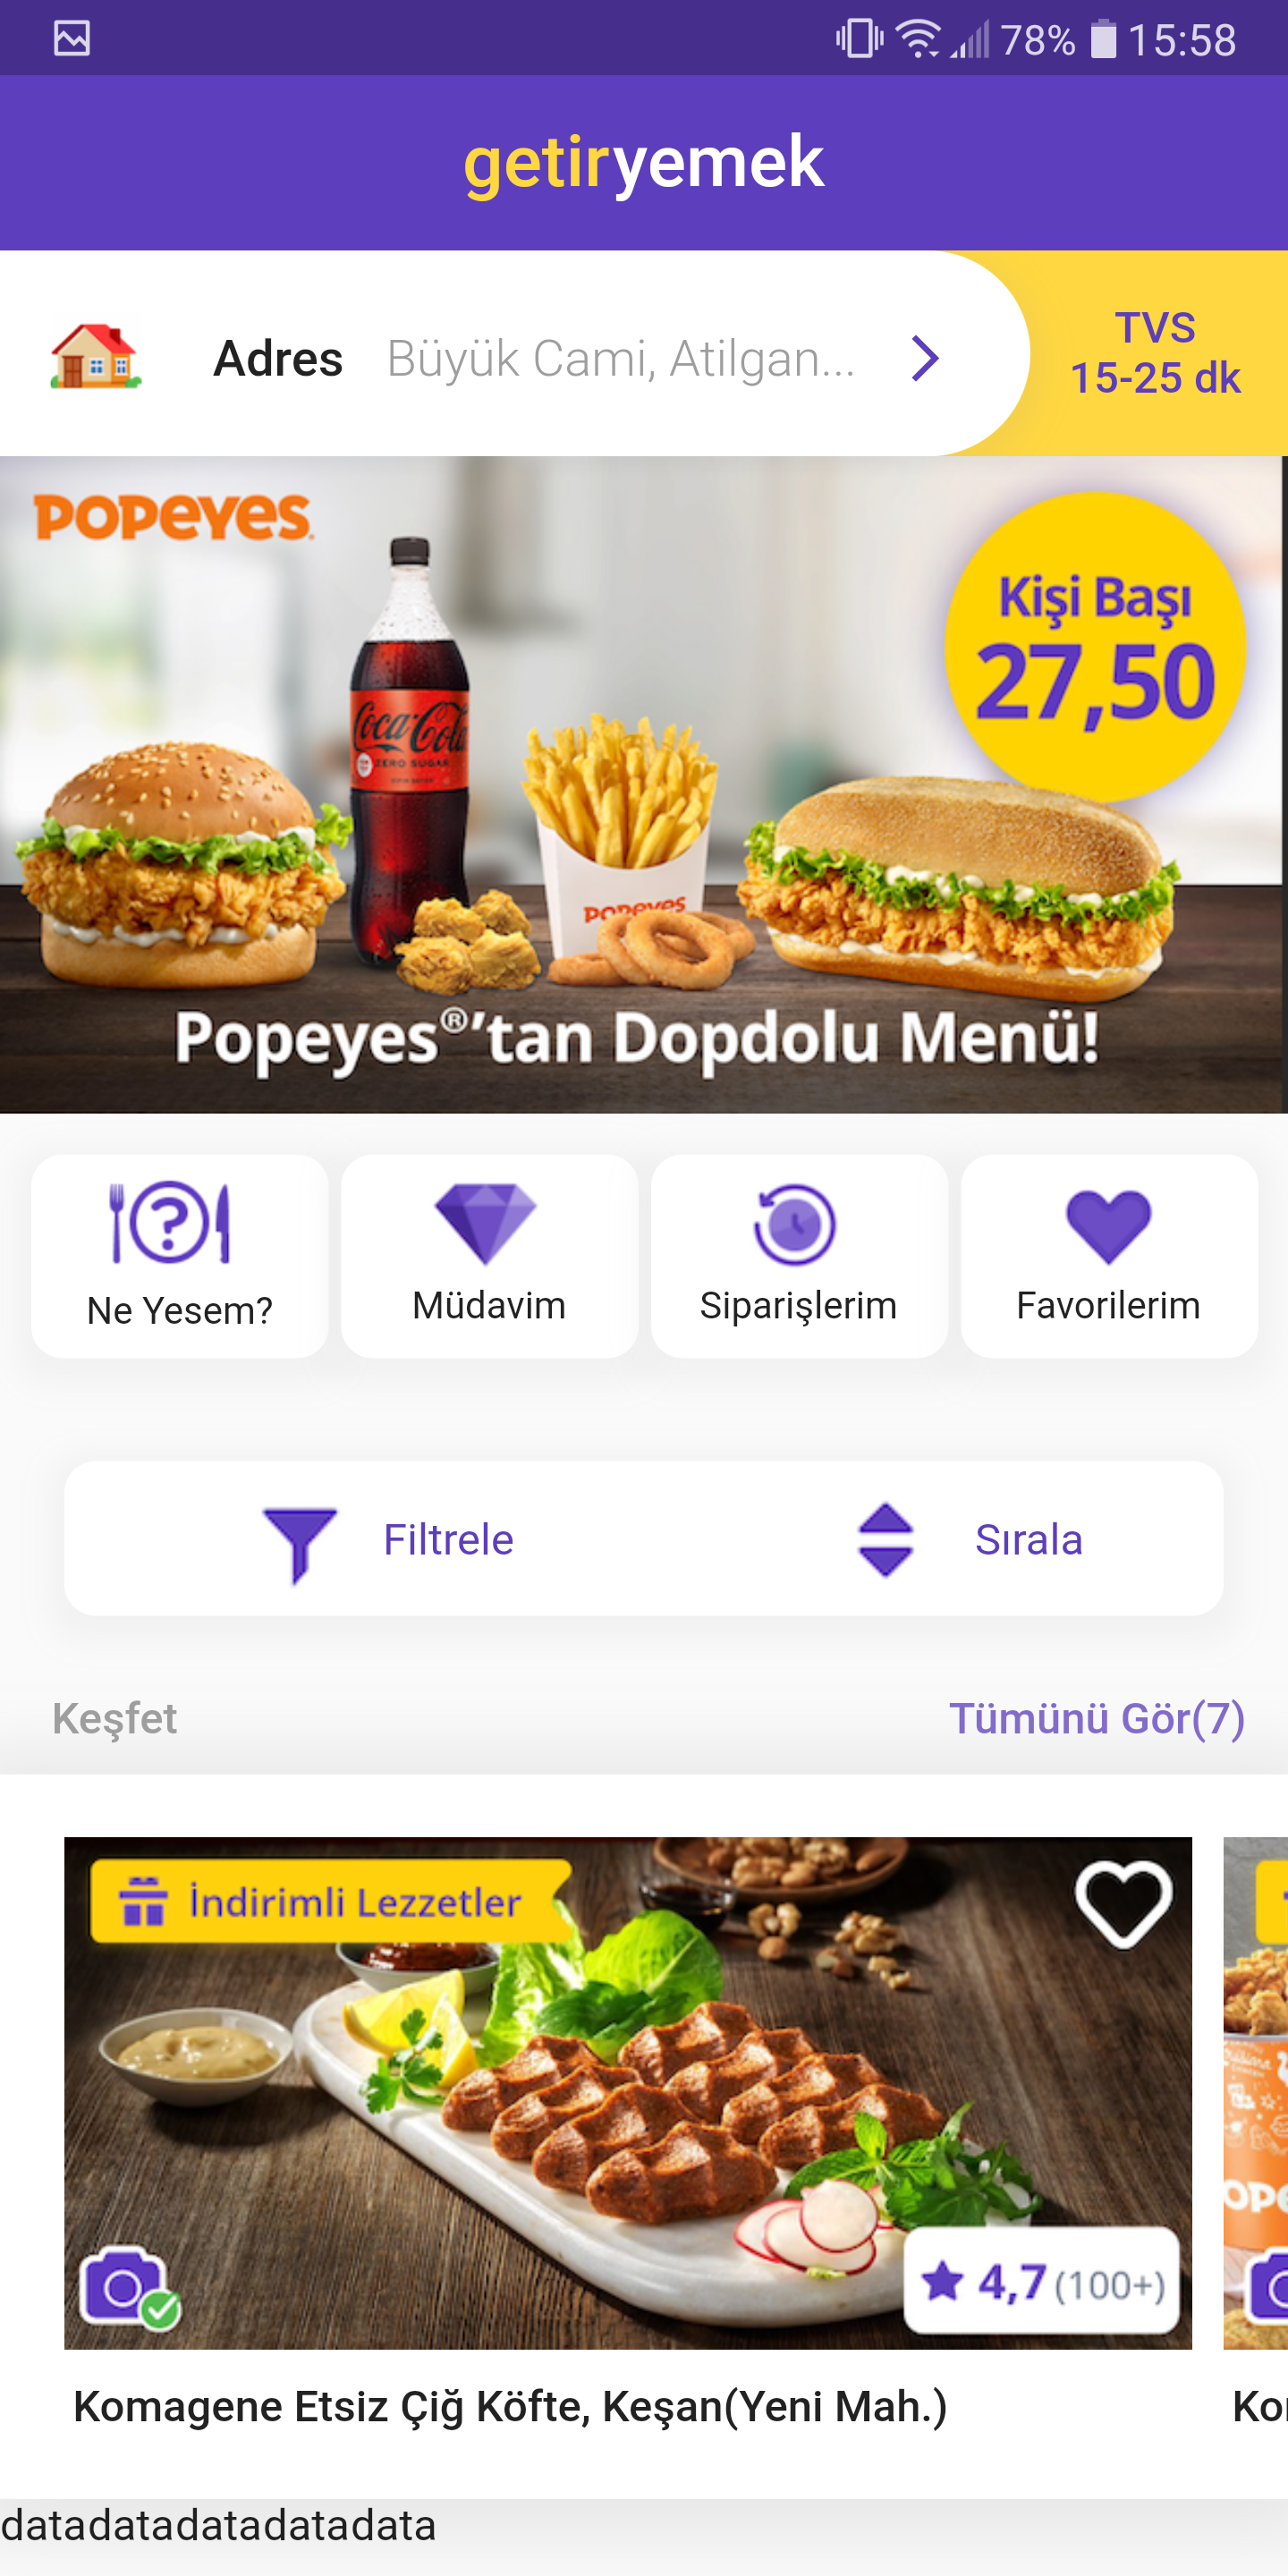 78% 15:58
getiryemek
Adres Büyük Cami, Atilgan...
TVS
15-25 dk
POPEYES
Kişi Başı
27,50
Coca-Cola
ZERO SUGAR
POPEYES
Popeyes®'tan Dopdolu Menü!
Ne Yesem?
Müdavim
Siparişlerim
Favorilerim
Filtrele
Sırala
Keşfet
Tümünü Gör(7)
İndirimli Lezzetler
4,7 (100+)
OPE
Komagene Etsiz Çiğ Köfte, Keşan(Yeni Mah.)
datadatadatadatadata